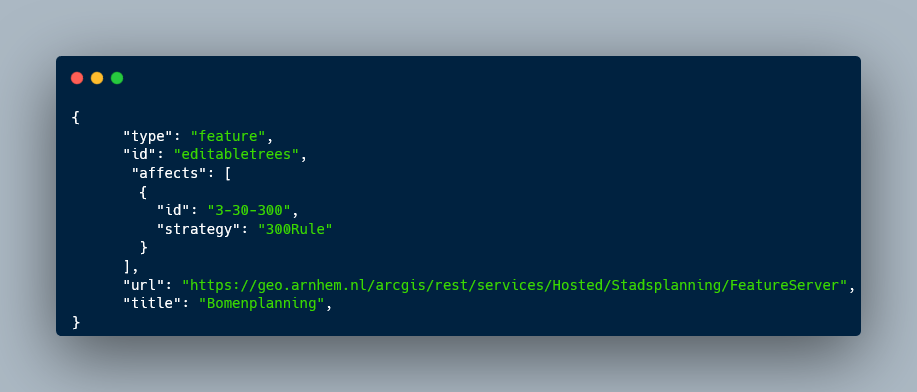 {
"type": "feature",
"id": "editabletrees",
"affects": [
{
"id": "3-30-300",
"strategy": "300Rule"
}
],
"url": "https://geo.arnhem.nl/arcgis/rest/services/Hosted/Stadsplanning/FeatureServer",
"title": "Bomenplanning",
}